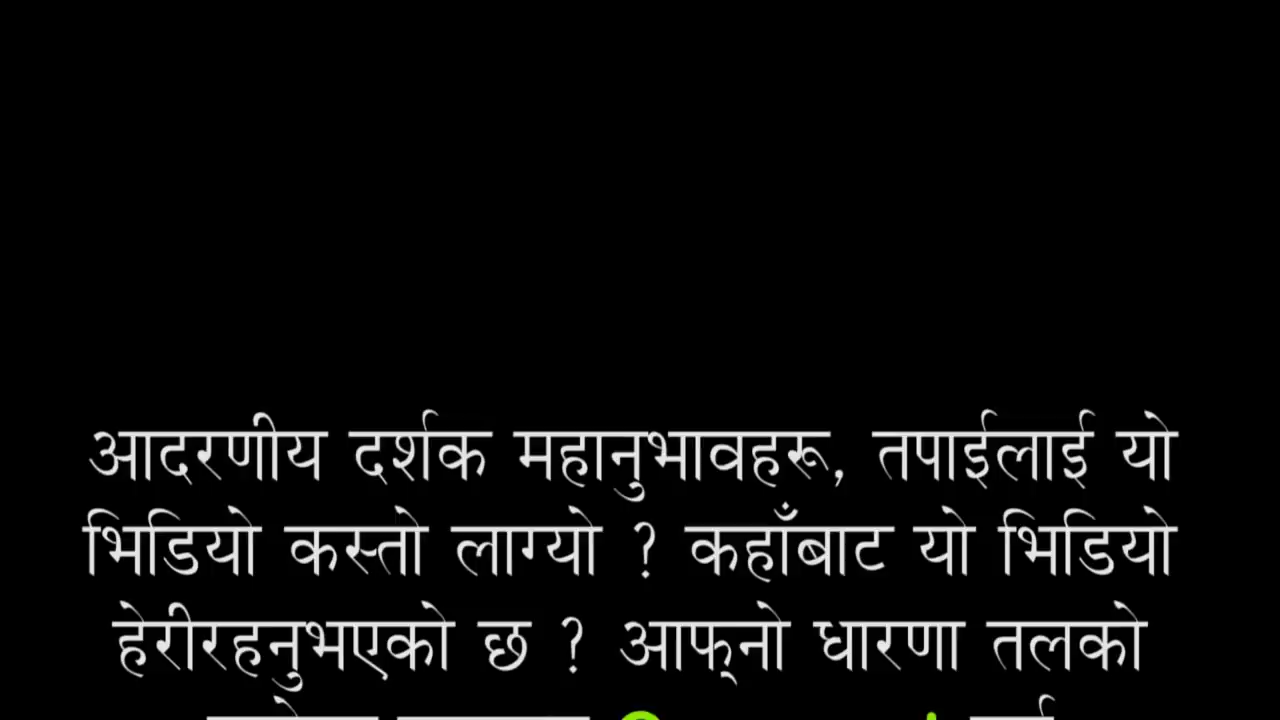 आदरणीय दर्शक महानुभावहरू, तपाईलाई यो
भिडियो कस्तो लाग्यो ? कहाँबाट यो भिडियो
हेरीरहनुभएको छ ? आफ्‌नो धारणा तलको